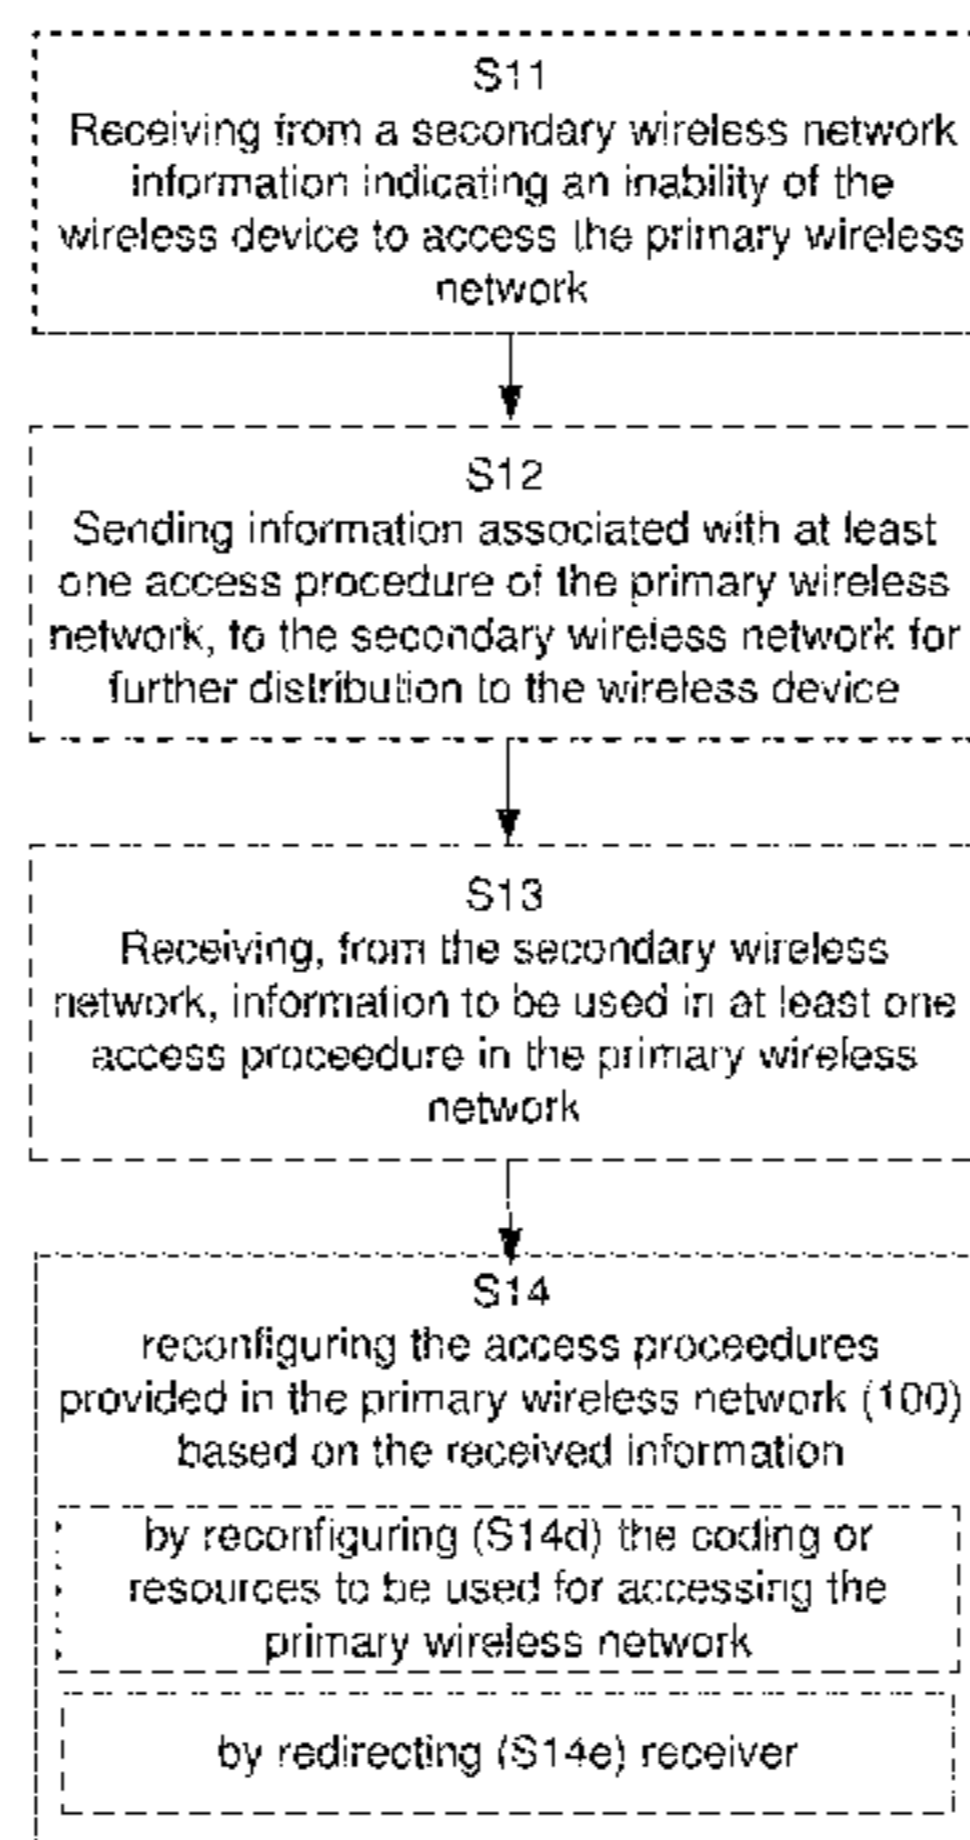 S11
Receiving from a secondary wireless network
information indicating an inability of the
wireless device to access the primary wireless
network
S12
Sending information associated with at least
one access procedure of the primary wireless
network, to the secondary wireless network for
further distribution to the wireless device
S13
Receiving, from the secondary wireless
network, information to be used in at least one
access proceedure in the primary wireless
network
S14
reconfiguring the access proceedures
provided in the primary wireless network (100)
based on the received information
by reconfiguring (S14d) the coding or
resources to be used for accessing the
primary wireless network
by redirecting (S14e) receiver